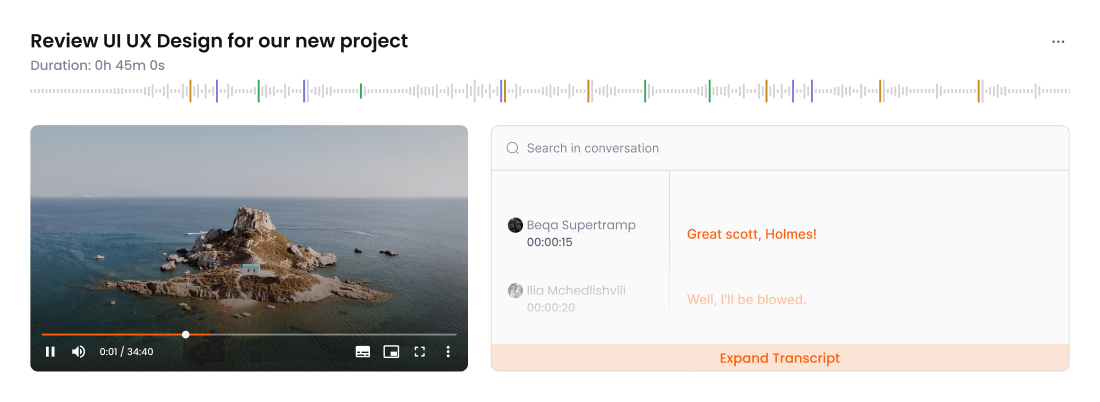 Review UI UX Design for our new project
Duration: 0h 45m 0s
Search in conversation
Beqa Supertramp
00:00:15
Great scott, Holmes!
Ilia Mchedlishvili
00:00:20
Well, I'll be blowed.
0:01 / 34:40
Expand Transcript